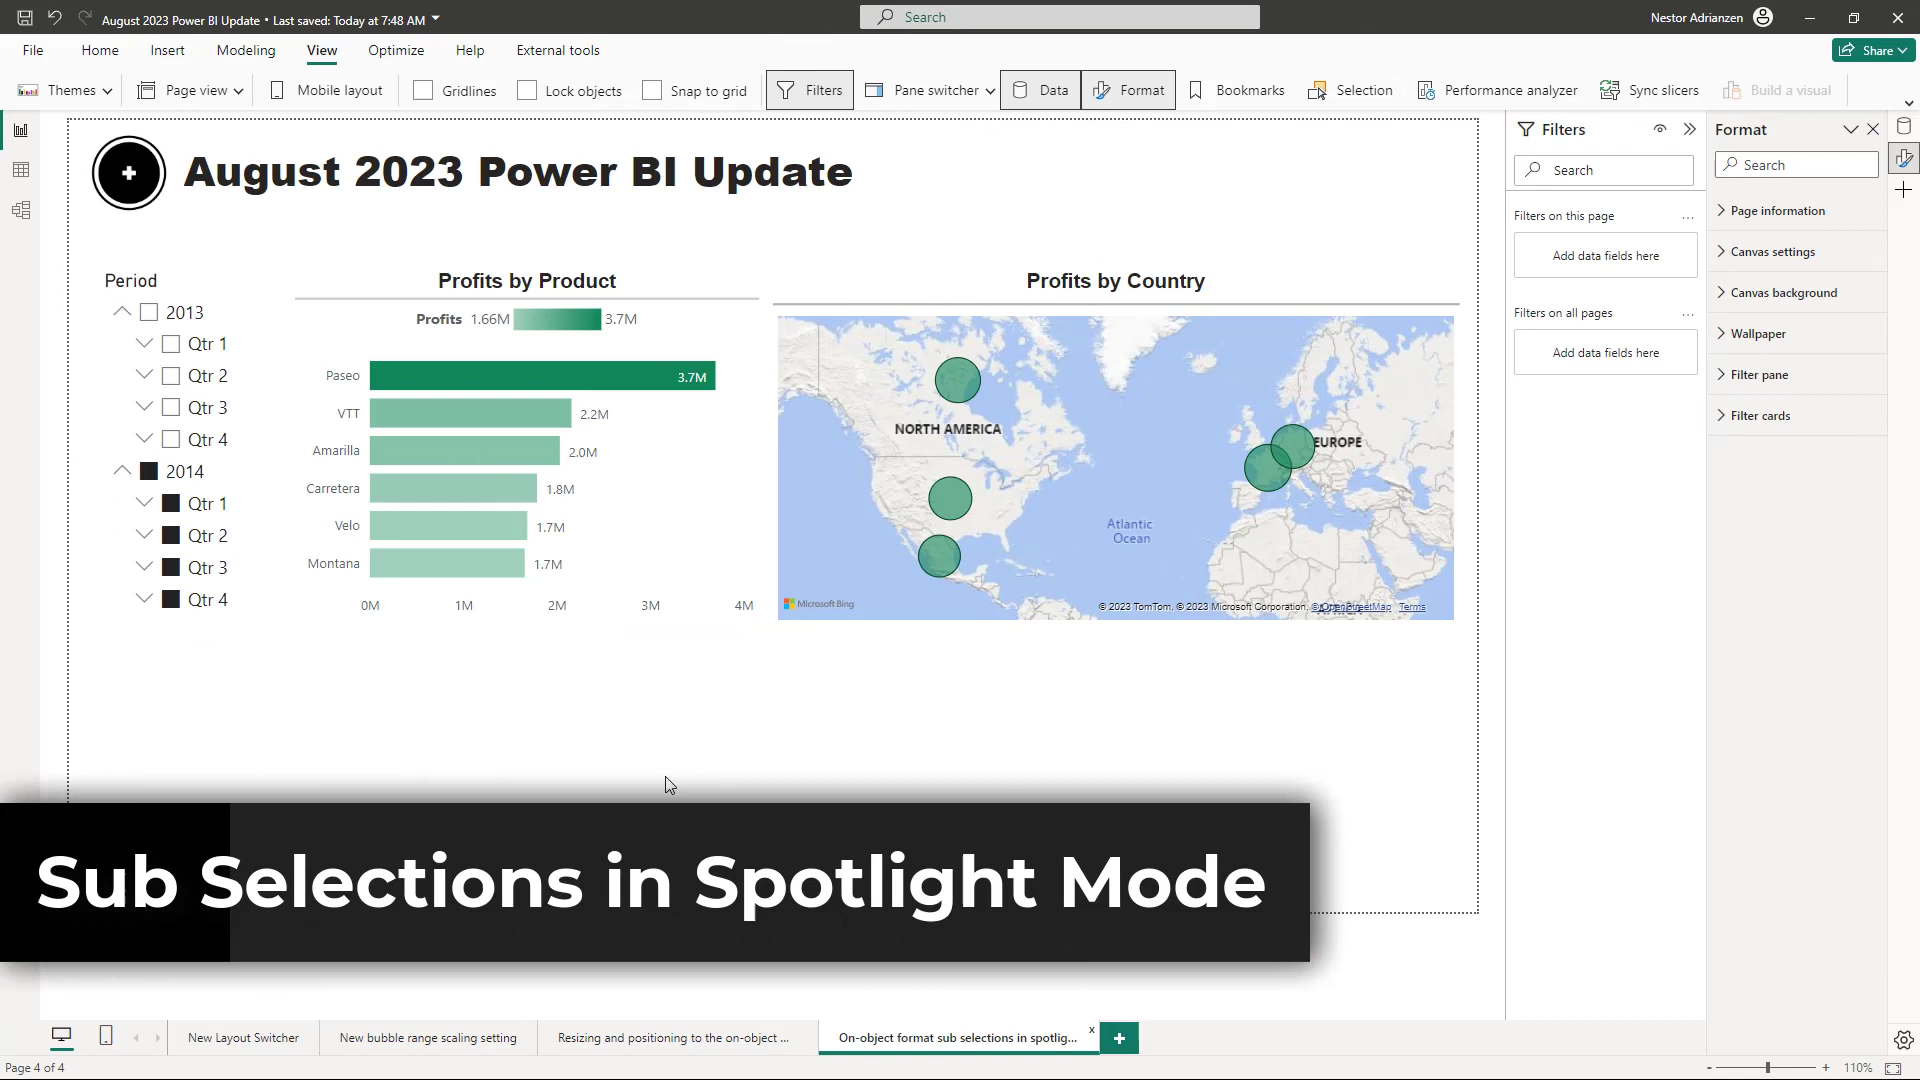 August 2023 Power BI Update • Last saved: Today at 7:48 AM
Search
Nestor Adrianzen
File Home Insert Modeling View Optimize Help External tools
Share
Themes Page view Mobile layout Gridlines Lock objects Snap to grid Filters Pane switcher Data Format Bookmarks Selection Performance analyzer Sync slicers Build a visual
August 2023 Power BI Update
Period
2013
Qtr 1
Qtr 2
Qtr 3
Qtr 4
2014
Qtr 1
Qtr 2
Qtr 3
Qtr 4
Profits by Product
Profits 1.66M 3.7M
Paseo 3.7M
VTT 2.2M
Amarilla 2.0M
Carretera 1.8M
Velo 1.7M
Montana 1.7M
0M 1M 2M 3M 4M
Profits by Country
NORTH AMERICA
EUROPE
Atlantic
Ocean
Microsoft Bing
© 2023 TomTom, © 2023 Microsoft Corporation, © OpenStreetMap Terms
Filters
Search
Filters on this page ...
Add data fields here
Filters on all pages ...
Add data fields here
Format
Search
Page information
Canvas settings
Canvas background
Wallpaper
Filter pane
Filter cards
Sub Selections in Spotlight Mode
New Layout Switcher
New bubble range scaling setting
Resizing and positioning to the on-object ...
On-object format sub selections in spotlig... x
Page 4 of 4
- + 110%